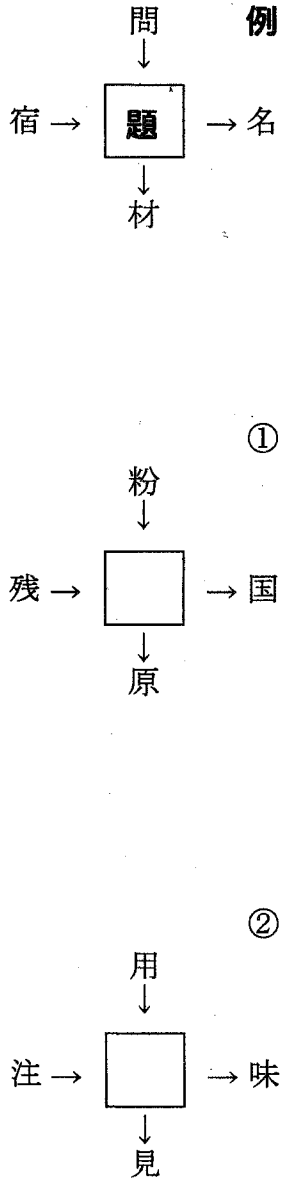 例
問
↓
宿 → 題 → 名
↓
材
①
粉
↓
残 → □ → 国
↓
原
②
用
↓
注 → □ → 味
↓
見